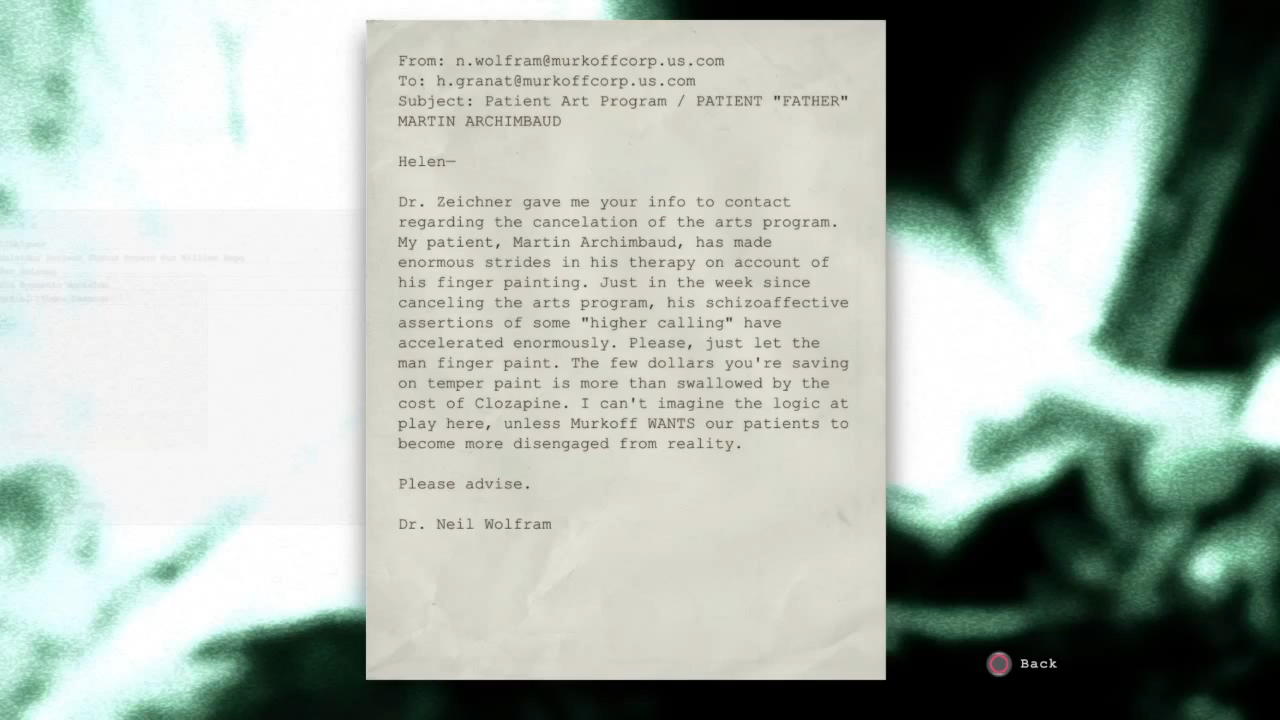 From: n.wolfram@murkoffcorp.us.com
To: h.granat@murkoffcorp.us.com
Subject: Patient Art Program / PATIENT "FATHER"
MARTIN ARCHIMBAUD
Helen—
Dr. Zeichner gave me your info to contact
regarding the cancelation of the arts program.
My patient, Martin Archimbaud, has made
enormous strides in his therapy on account of
his finger painting. Just in the week since
canceling the arts program, his schizoaffective
assertions of some "higher calling" have
accelerated enormously. Please, just let the
man finger paint. The few dollars you're saving
on temper paint is more than swallowed by the
cost of Clozapine. I can't imagine the logic at
play here, unless Murkoff WANTS our patients to
become more disengaged from reality.
Please advise.
Dr. Neil Wolfram
Back